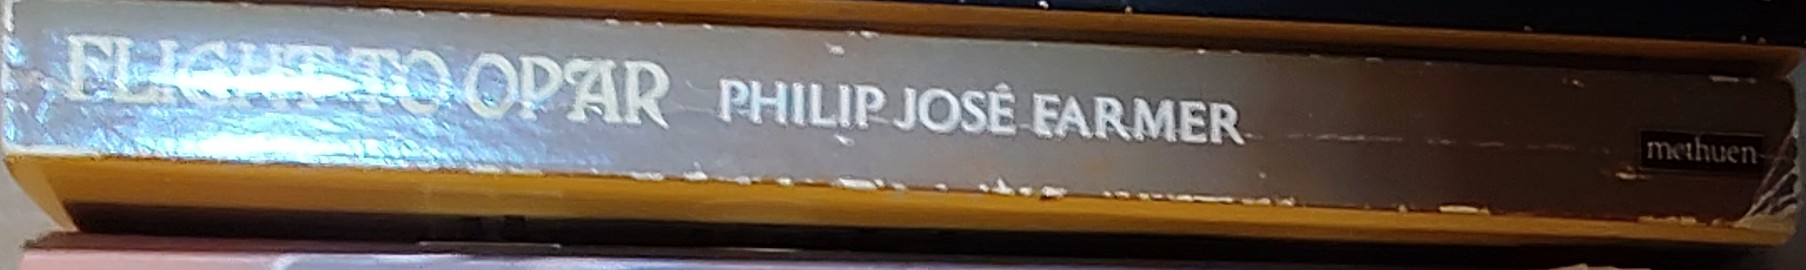 FLIGHT TO OPAR PHILIP JOSÉ FARMER methuen